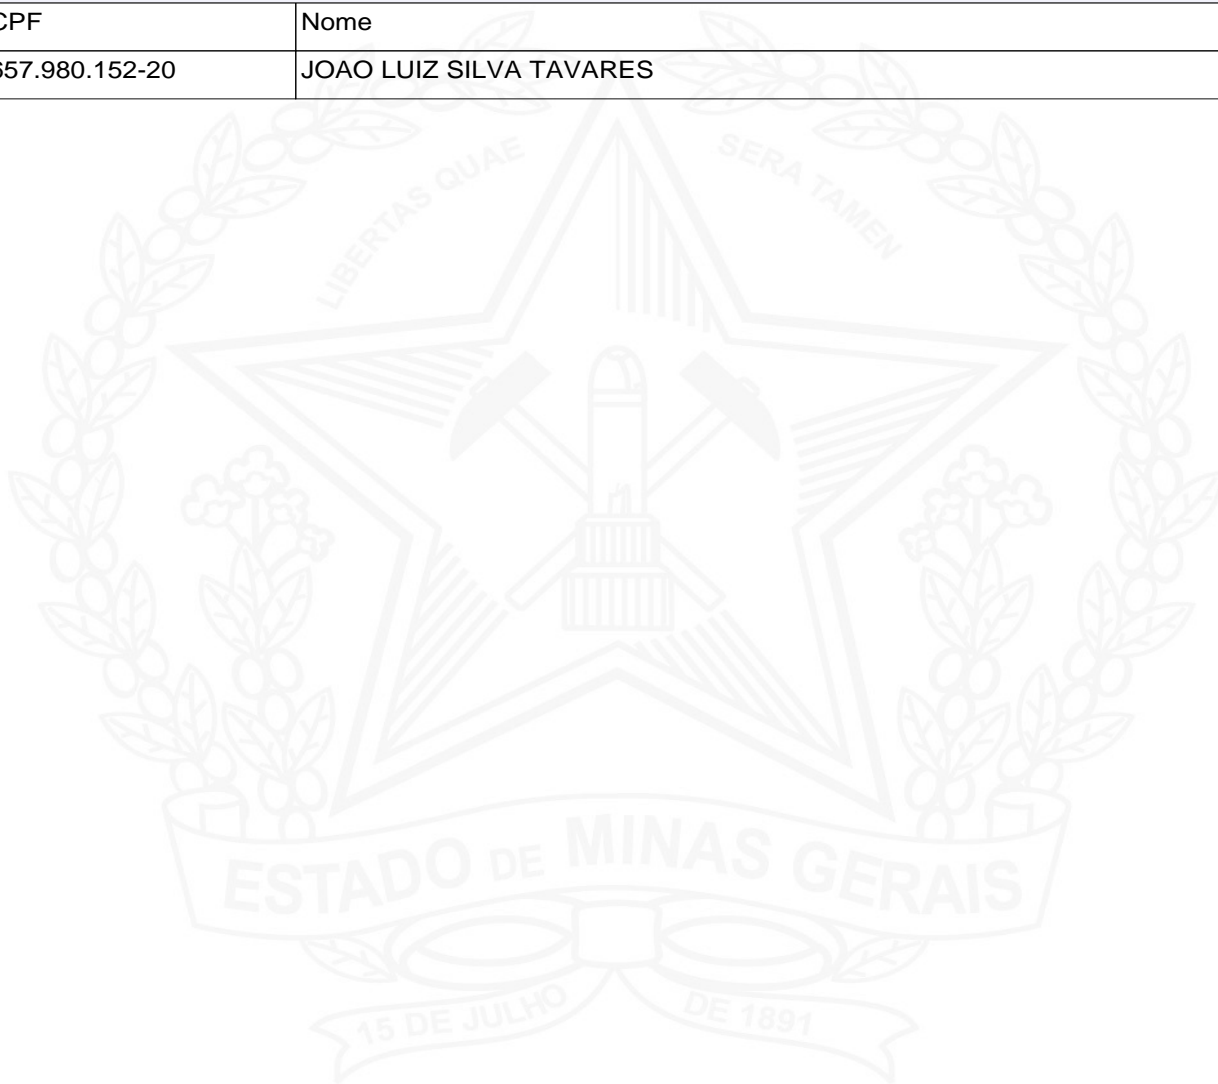 CPF Nome
657.980.152-20 JOAO LUIZ SILVA TAVARES
LIBERTAS QUAE SERA TAMEN
ESTADO DE MINAS GERAIS
15 DE JULHO DE 1891